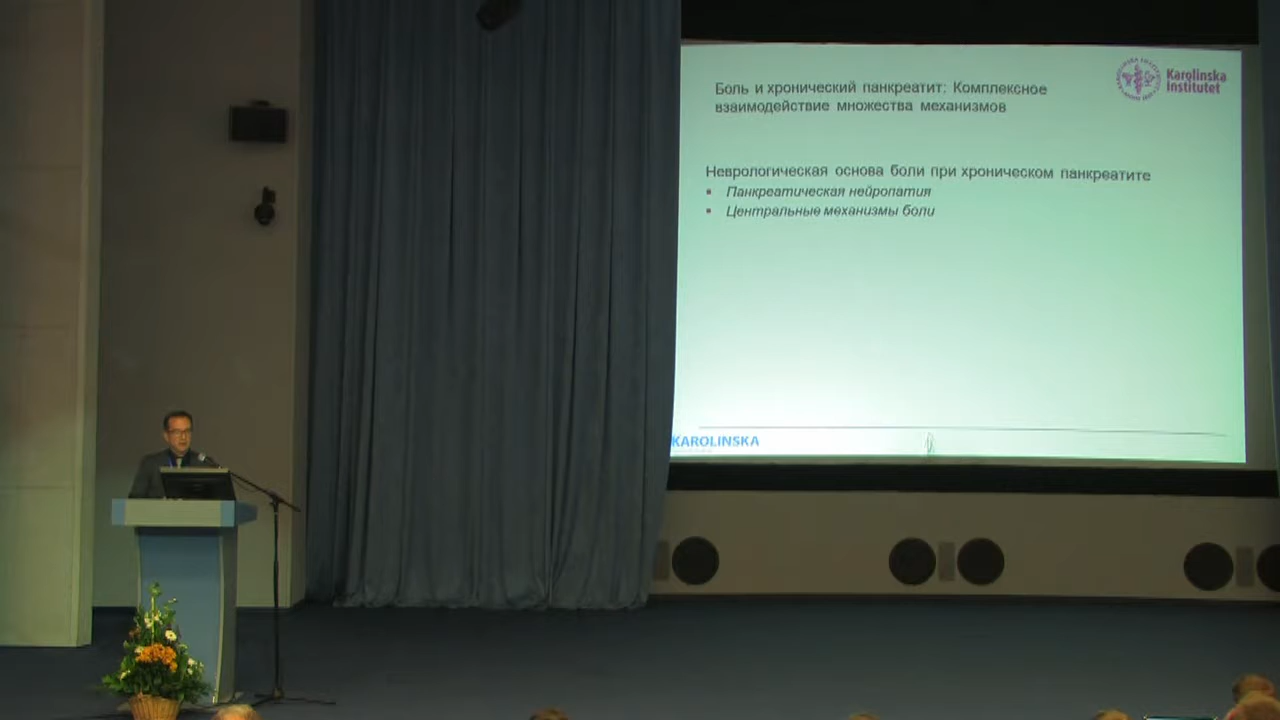 Боль и хронический панкреатит: Комплексное
взаимодействие множества механизмов
Karolinska
Institutet
Неврологическая основа боли при хроническом панкреатите
Панкреатическая нейропатия
Центральные механизмы боли
KAROLINSKA